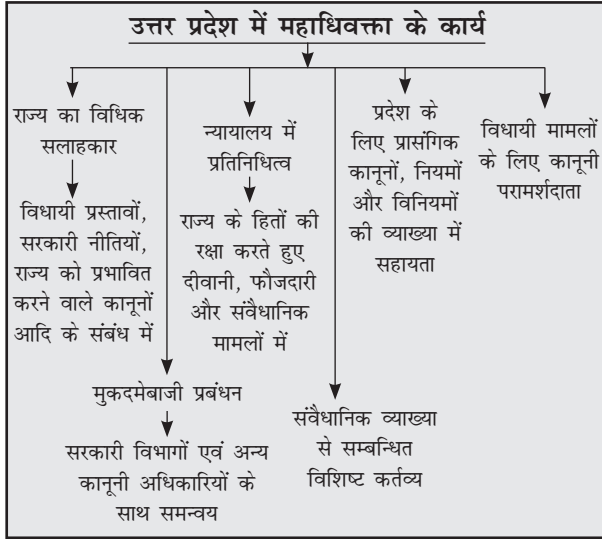 उत्तर प्रदेश में महाधिवक्ता के कार्य
राज्य का विधिक
सलाहकार
विधायी प्रस्तावों,
सरकारी नीतियों,
राज्य को प्रभावित
करने वाले कानूनों
आदि के संबंध में
मुकदमेबाजी प्रबंधन
सरकारी विभागों एवं अन्य
कानूनी अधिकारियों के
साथ समन्वय
न्यायालय में
प्रतिनिधित्व
राज्य के हितों की
रक्षा करते हुए
दीवानी, फौजदारी
और संवैधानिक
मामलों में
संवैधानिक व्याख्या
से सम्बन्धित
विशिष्ट कर्तव्य
प्रदेश के
लिए प्रासंगिक
कानूनों, नियमों
और विनियमों
की व्याख्या में
सहायता
विधायी मामलों
के लिए कानूनी
परामर्शदाता